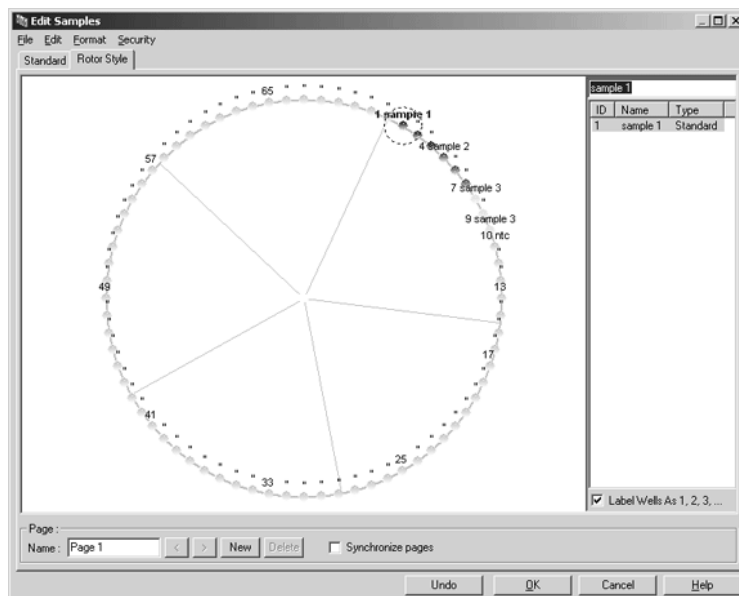 Edit Samples
File Edit Format Security
Standard Rotor Style
65
1 sample 1
4 sample 2
57
7 sample 3
9 sample 3
10 ntc
49
13
17
41
25
33
sample 1
ID Name Type
1 sample 1 Standard
Label Wells As 1, 2, 3, ...
Page :
Name : Page 1 < > New Delete Synchronize pages
Undo OK Cancel Help